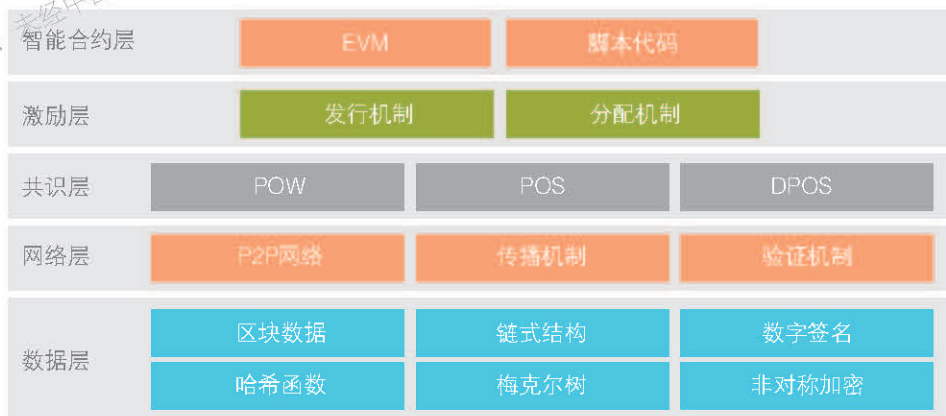 未经中
智能合约层 EVM 脚本代码
激励层 发行机制 分配机制
共识层 POW POS DPOS
网络层 P2P网络 传播机制 验证机制
数据层
区块数据 链式结构 数字签名
哈希函数 梅克尔树 非对称加密